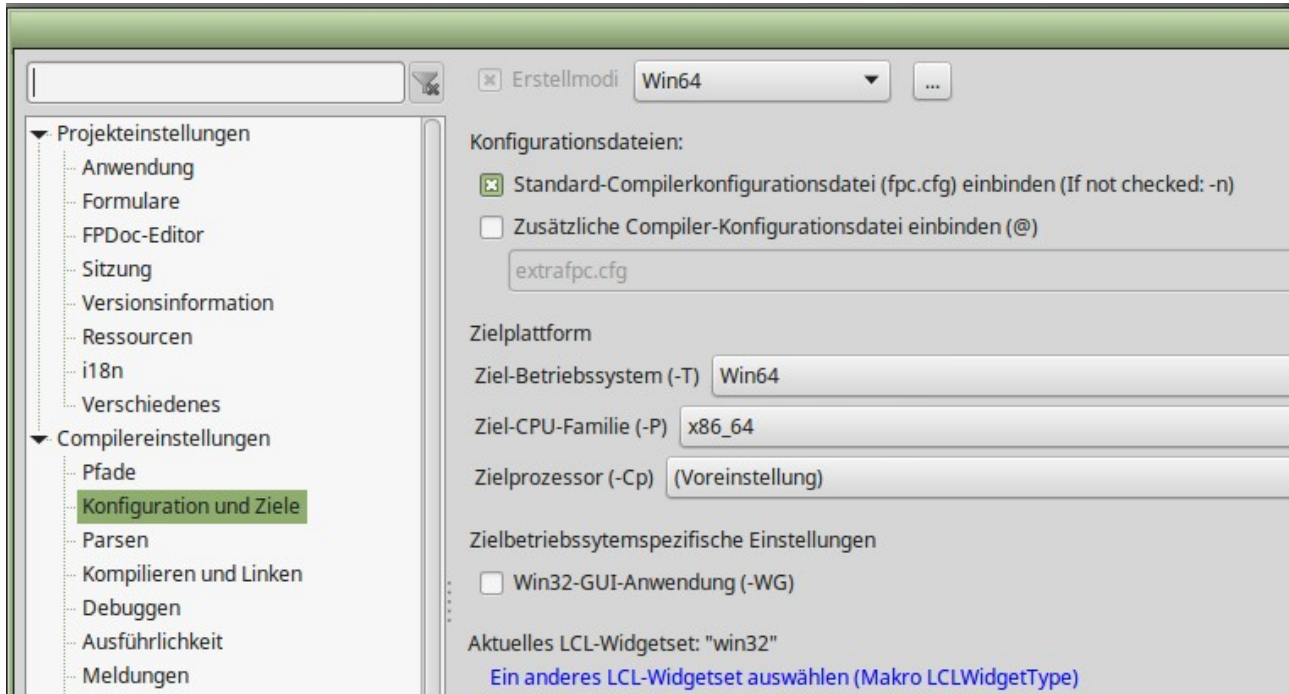 Erstellmodi Win64 ...
Projekteinstellungen
Anwendung
Formulare
FPDoc-Editor
Sitzung
Versionsinformation
Ressourcen
i18n
Verschiedenes
Compilereinstellungen
Pfade
Konfiguration und Ziele
Parsen
Kompilieren und Linken
Debuggen
Ausführlichkeit
Meldungen
Konfigurationsdateien:
Standard-Compilerkonfigurationsdatei (fpc.cfg) einbinden (If not checked: -n)
Zusätzliche Compiler-Konfigurationsdatei einbinden (@)
extrafpc.cfg
Zielplattform
Ziel-Betriebssystem (-T) Win64
Ziel-CPU-Familie (-P) x86_64
Zielprozessor (-Cp) (Voreinstellung)
Zielbetriebssytemspezifische Einstellungen
Win32-GUI-Anwendung (-WG)
Aktuelles LCL-Widgetset: "win32"
Ein anderes LCL-Widgetset auswählen (Makro LCLWidgetType)